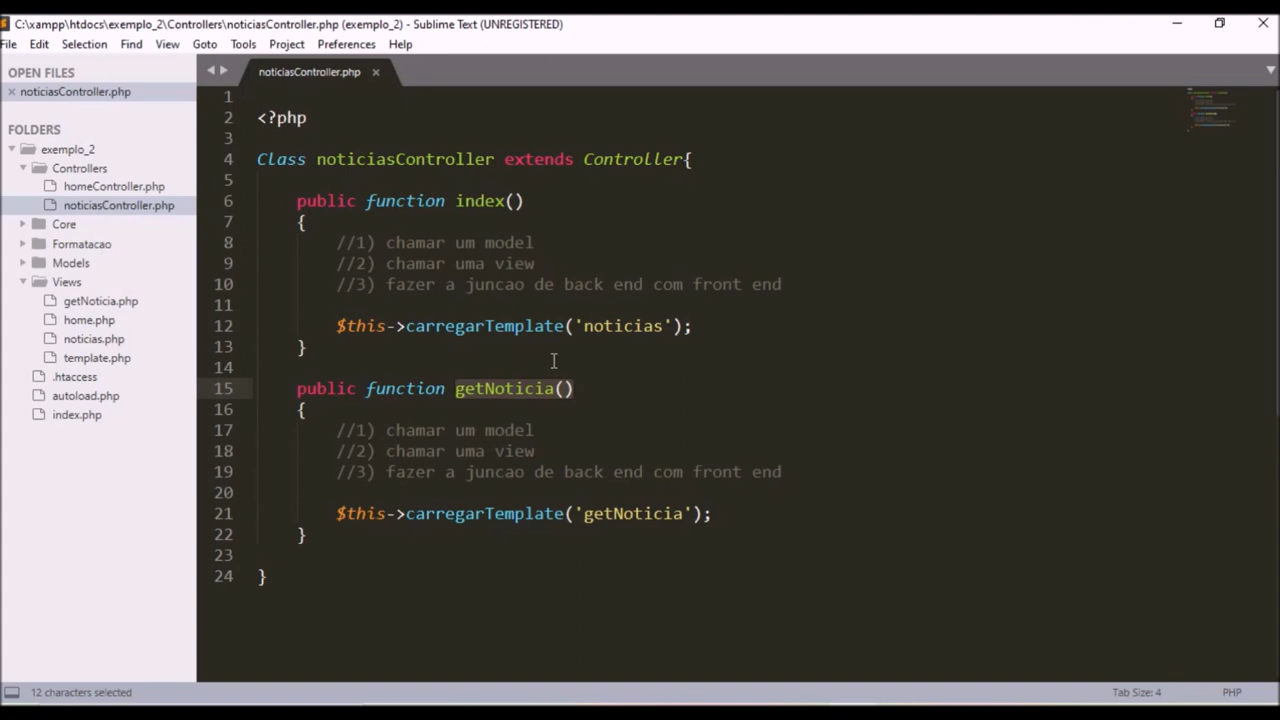 C:\xampp\htdocs\exemplo_2\Controllers\noticiasController.php (exemplo_2) - Sublime Text (UNREGISTERED)
File Edit Selection Find View Goto Tools Project Preferences Help
OPEN FILES
noticiasController.php
FOLDERS
exemplo_2
Controllers
homeController.php
noticiasController.php
Core
Formatacao
Models
Views
getNoticia.php
home.php
noticias.php
template.php
.htaccess
autoload.php
index.php
noticiasController.php
1
2 <?php
3
4 Class noticiasController extends Controller{
5
6 public function index()
7 {
8 //1) chamar um model
9 //2) chamar uma view
10 //3) fazer a juncao de back end com front end
11
12 $this->carregarTemplate('noticias');
13 }
14
15 public function getNoticia()
16 {
17 //1) chamar um model
18 //2) chamar uma view
19 //3) fazer a juncao de back end com front end
20
21 $this->carregarTemplate('getNoticia');
22 }
23
24 }
12 characters selected
Tab Size: 4
PHP